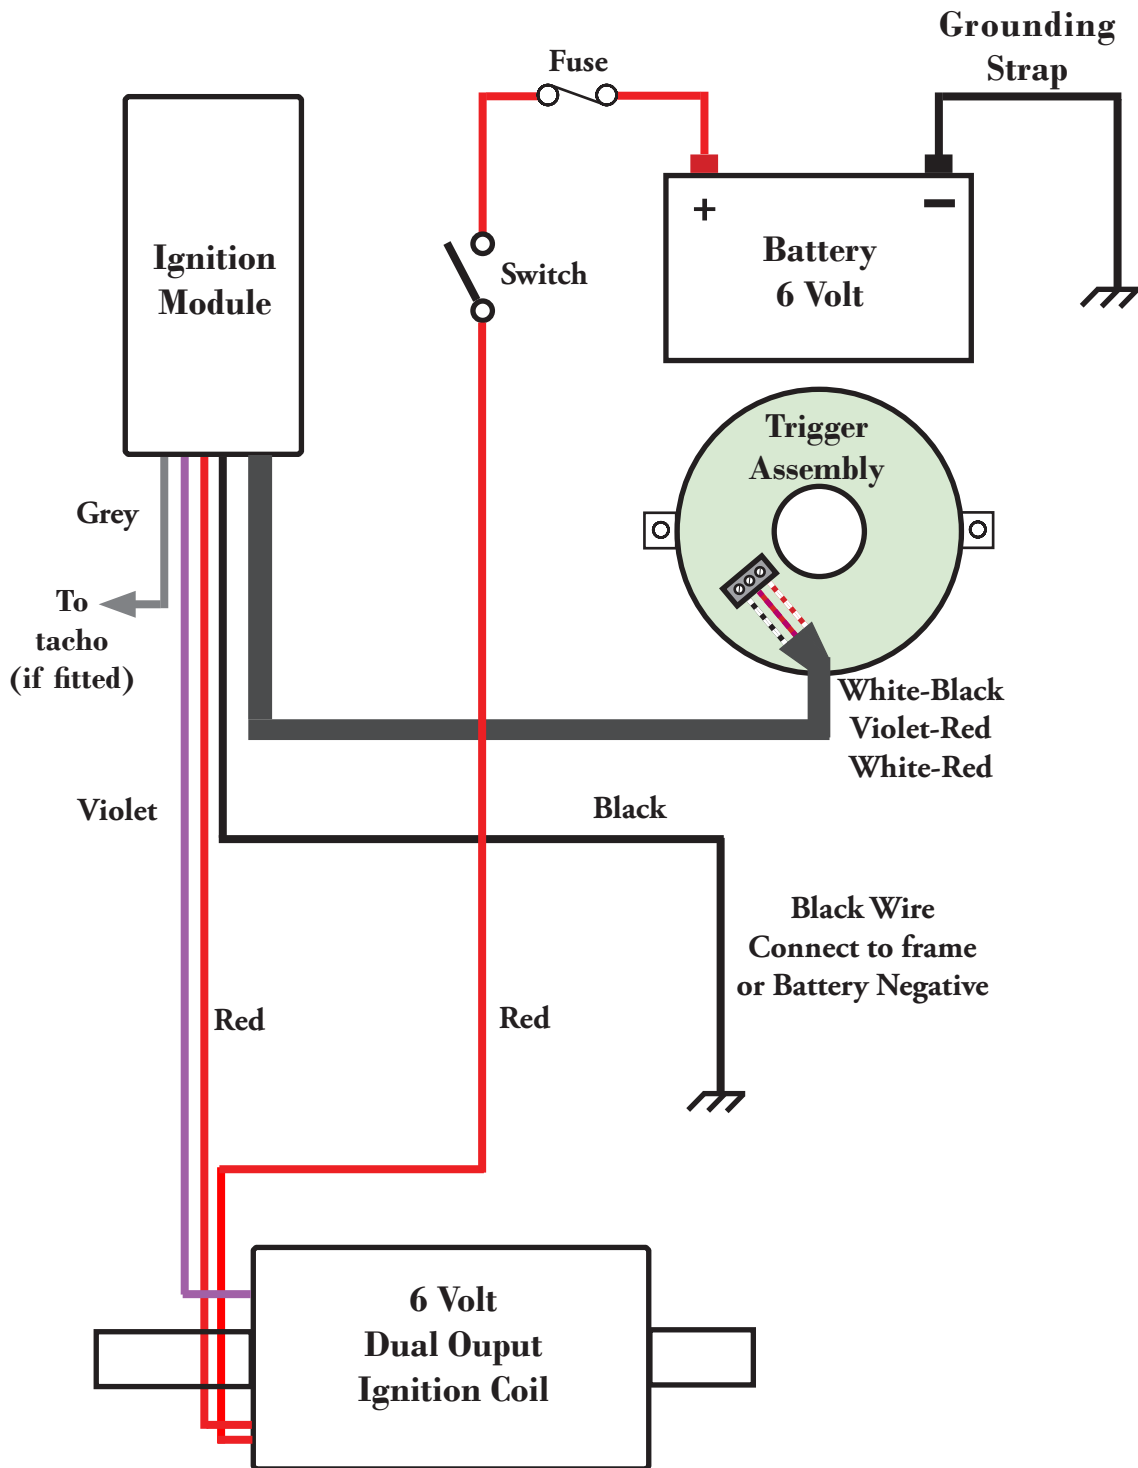 Grounding
Strap
Fuse
Ignition
Module
Switch
+
Battery
6 Volt
Trigger
Assembly
Grey
To
tacho
(if fitted)
White-Black
Violet-Red
White-Red
Violet
Black
Black Wire
Connect to frame
or Battery Negative
Red
Red
6 Volt
Dual Ouput
Ignition Coil